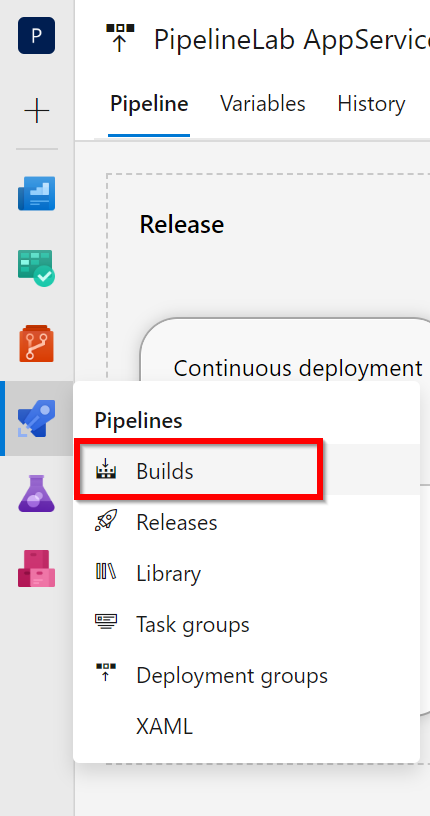 P
PipelineLab AppService
Pipeline Variables History
Release
Continuous deployment
Pipelines
Builds
Releases
Library
Task groups
Deployment groups
XAML